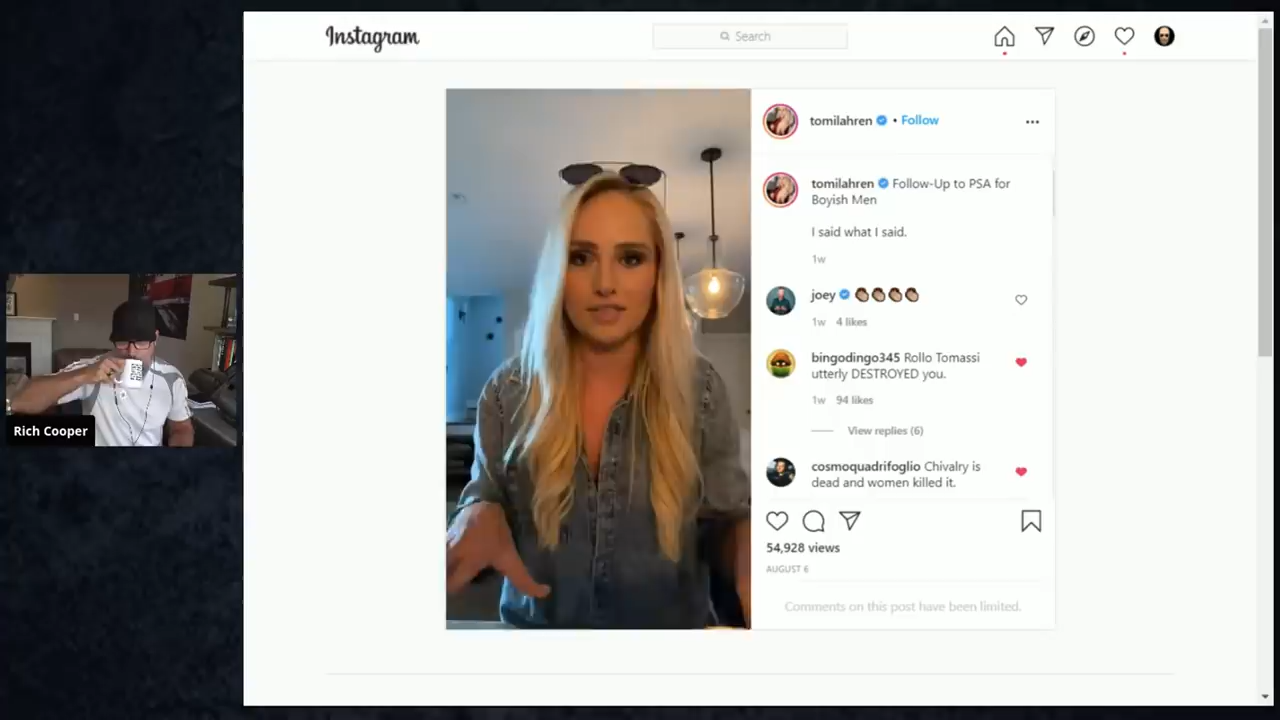 Instagram
Search
tomilahren • Follow
tomilahren Follow-Up to PSA for
Boyish Men
I said what I said.
1w
joey 👏🏽👏🏽👏🏽👏🏽
1w 4 likes
bingodingo345 Rollo Tomassi
utterly DESTROYED you.
1w 94 likes
View replies (6)
cosmoquadrifoglio Chivalry is
dead and women killed it.
54,928 views
AUGUST 6
Comments on this post have been limited.
Rich Cooper